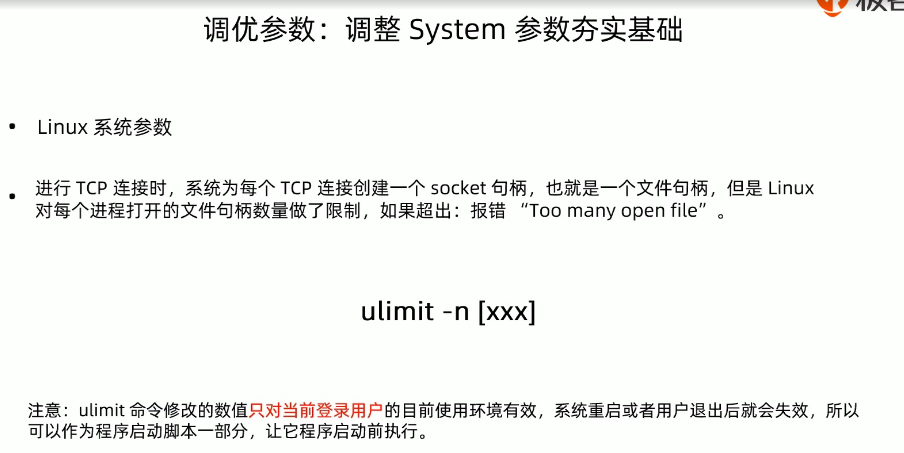 调优参数：调整 System 参数夯实基础
• Linux 系统参数
• 进行 TCP 连接时，系统为每个 TCP 连接创建一个 socket 句柄，也就是一个文件句柄，但是 Linux
对每个进程打开的文件句柄数量做了限制，如果超出：报错 “Too many open file” 。
ulimit -n [xxx]
注意：ulimit 命令修改的数值只对当前登录用户的目前使用环境有效，系统重启或者用户退出后就会失效，所以
可以作为程序启动脚本一部分，让它程序启动前执行。